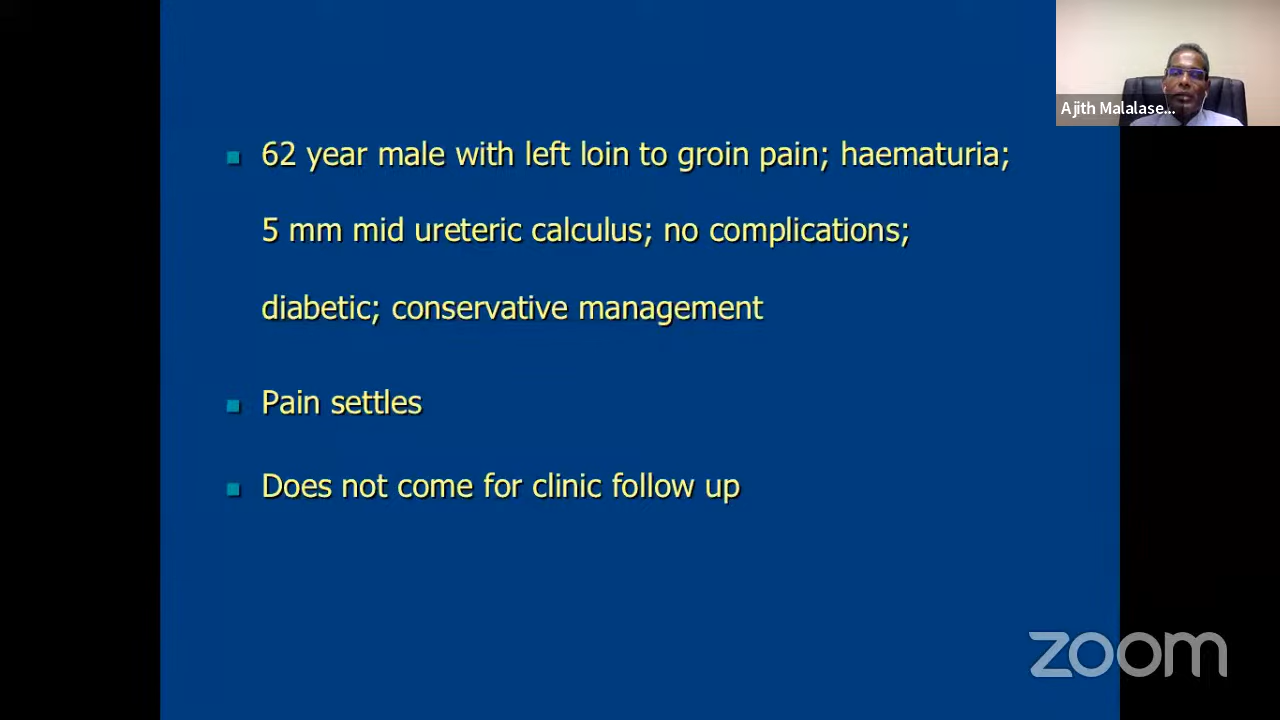 Ajith Malalase...
62 year male with left loin to groin pain; haematuria;
5 mm mid ureteric calculus; no complications;
diabetic; conservative management
Pain settles
Does not come for clinic follow up
zoom